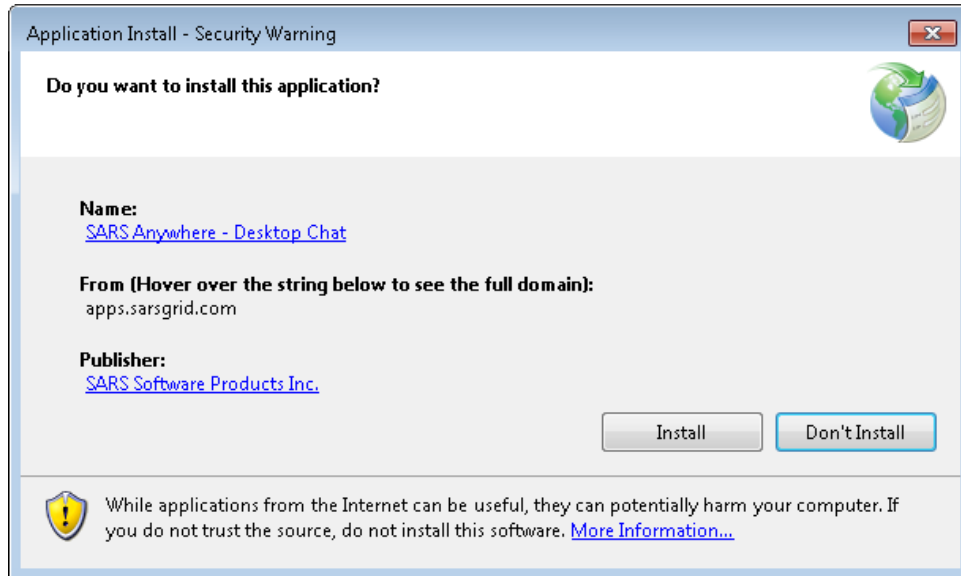 Application Install - Security Warning
Do you want to install this application?
Name:
SARS Anywhere - Desktop Chat
From (Hover over the string below to see the full domain):
apps.sarsgrid.com
Publisher:
SARS Software Products Inc.
Install
Don't Install
While applications from the Internet can be useful, they can potentially harm your computer. If
you do not trust the source, do not install this software. More Information...